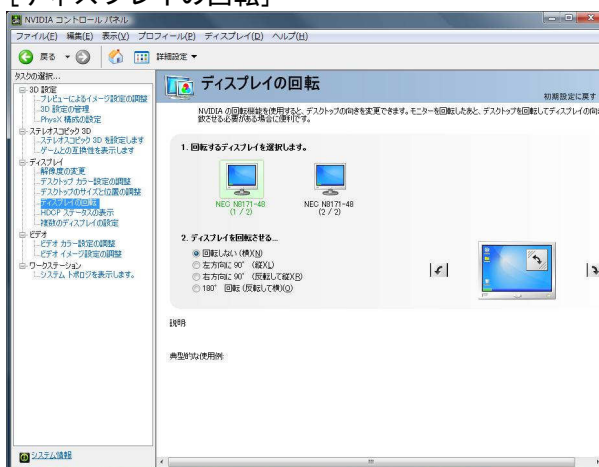 [ディスプレイの回転]
NVIDIA コントロール パネル
ファイル(F) 編集(E) 表示(V) プロフィール(P) ディスプレイ(D) ヘルプ(H)
戻る
詳細設定
タスクの選択...
3D 設定
プレビューによるイメージ設定の調整
3D 設定の管理
PhysX 構成の設定
ステレオスコピック 3D
ステレオスコピック 3D を設定します
ゲームとの互換性を表示します
ディスプレイ
解像度の変更
デスクトップ カラー設定の調整
デスクトップのサイズと位置の調整
ディスプレイの回転
HDCP ステータスの表示
複数のディスプレイの設定
ビデオ
ビデオ カラー設定の調整
ビデオ イメージ設定の調整
ワークステーション
システム トポロジを表示します。
システム情報
ディスプレイの回転
初期設定に戻す
NVIDIA の回転機能を使用すると、デスクトップの向きを変更できます。モニターを回転したあと、デスクトップを回転してディスプレイの向
させる必要がある場合に便利です。
1. 回転するディスプレイを選択します。
NEC N8171-48
(1 / 2)
NEC N8171-48
(2 / 2)
2. ディスプレイを回転させる...
回転しない (横)(N)
左方向に 90° (縦)(L)
右方向に 90° (反転して縦)(R)
180° 回転 (反転して横)(O)
説明
典型的な使用例: